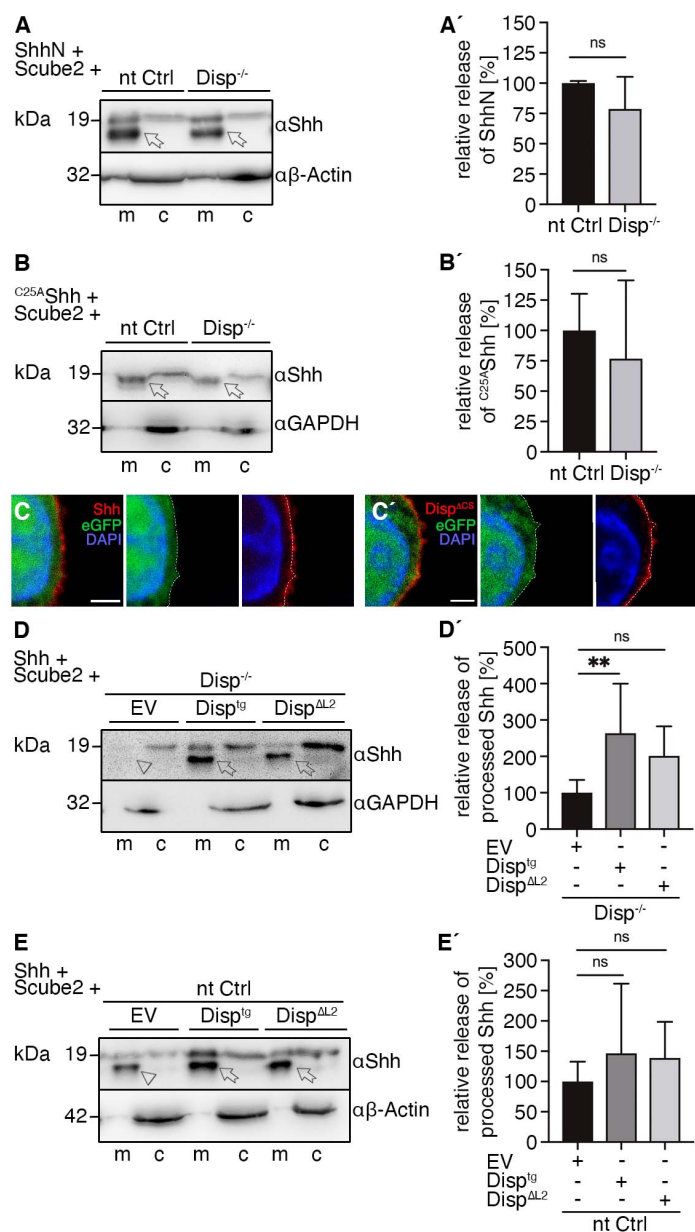 A
ShhN +
Scube2 +
nt Ctrl Disp-/-
kDa 19 αShh
32 αβ-Actin
m c m c
A´
relative release
of ShhN [%]
150
125
100
75
50
25
0
ns
nt Ctrl Disp-/-
B
C25AShh +
Scube2 +
nt Ctrl Disp-/-
kDa 19 αShh
32 αGAPDH
m c m c
B´
relative release
of C25AShh [%]
150
125
100
75
50
25
0
ns
nt Ctrl Disp-/-
C
Shh
eGFP
DAPI
C´
DispΔCS
eGFP
DAPI
D
Shh +
Scube2 +
Disp-/-
EV Disptg DispΔL2
kDa 19 αShh
32 αGAPDH
m c m c m c
D´
relative release of
processed Shh [%]
500
400
300
200
100
0
ns
**
EV + - -
Disptg - + -
DispΔL2 - - +
Disp-/-
E
Shh +
Scube2 +
nt Ctrl
EV Disptg DispΔL2
kDa 19 αShh
42 αβ-Actin
m c m c m c
E´
relative release of
processed Shh [%]
300
250
200
150
100
50
0
ns
ns
EV + - -
Disptg - + -
DispΔL2 - - +
nt Ctrl